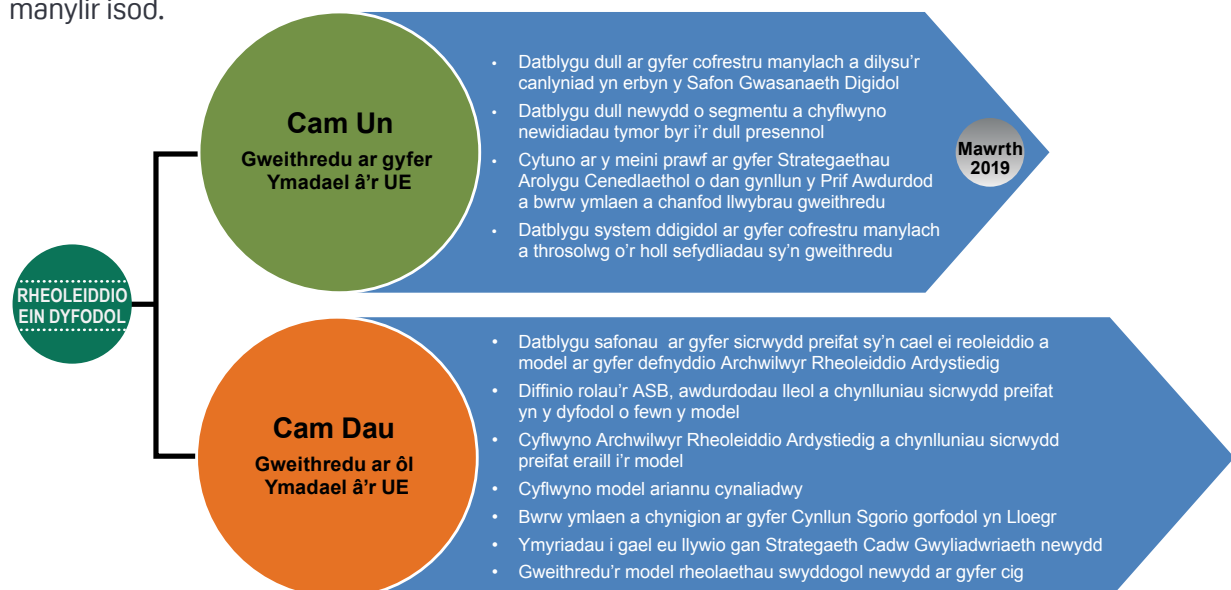 manylir isod.
RHEOLEIDDIO
EIN DYFODOL
Cam Un
Gweithredu ar gyfer
Ymadael â’r UE
• Datblygu dull ar gyfer cofrestru manylach a dilysu’r
canlyniad yn erbyn y Safon Gwasanaeth Digidol
• Datblygu dull newydd o segmentu a chyflwyno
newidiadau tymor byr i’r dull presennol
• Cytuno ar y meini prawf ar gyfer Strategaethau
Arolygu Cenedlaethol o dan gynllun y Prif Awdurdod
a bwrw ymlaen a chanfod llwybrau gweithredu
• Datblygu system ddigidol ar gyfer cofrestru manylach
a throsolwg o’r holl sefydliadau sy’n gweithredu
Mawrth
2019
Cam Dau
Gweithredu ar ôl
Ymadael â’r UE
• Datblygu safonau ar gyfer sicrwydd preifat sy’n cael ei reoleiddio a
model ar gyfer defnyddio Archwilwyr Rheoleiddio Ardystiedig
• Diffinio rolau’r ASB, awdurdodau lleol a chynlluniau sicrwydd preifat
yn y dyfodol o fewn y model
• Cyflwyno Archwilwyr Rheoleiddio Ardystiedig a chynlluniau sicrwydd
preifat eraill i’r model
• Cyflwyno model ariannu cynaliadwy
• Bwrw ymlaen a chynigion ar gyfer Cynllun Sgorio gorfodol yn Lloegr
• Ymyriadau i gael eu llywio gan Strategaeth Cadw Gwyliadwriaeth newydd
• Gweithredu’r model rheolaethau swyddogol newydd ar gyfer cig